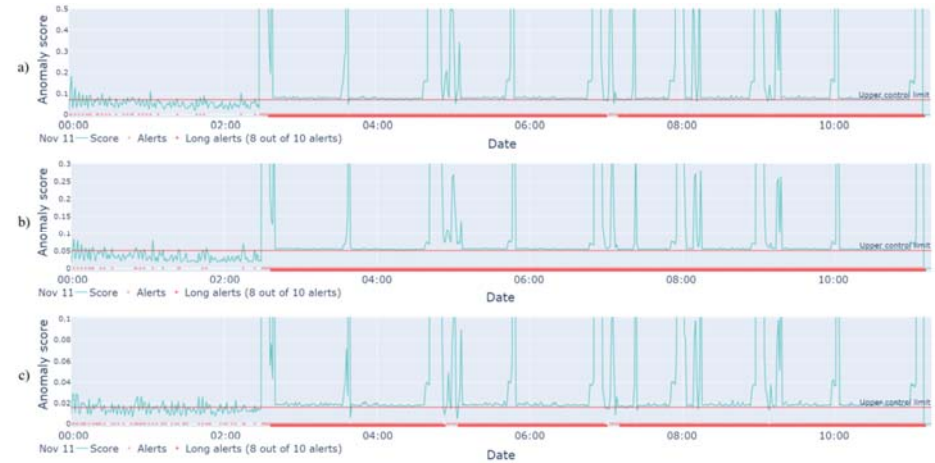 a)
Anomaly score
0.5
0.4
0.3
0.2
0.1
0
Upper control limit
00:00 02:00 04:00 06:00 08:00 10:00
Nov 11 Score Alerts Long alerts (8 out of 10 alerts)
Date
b)
Anomaly score
0.3
0.25
0.2
0.15
0.1
0.05
0
Upper control limit
00:00 02:00 04:00 06:00 08:00 10:00
Nov 11 Score Alerts Long alerts (8 out of 10 alerts)
Date
c)
Anomaly score
0.1
0.08
0.06
0.04
0.02
0
Upper control limit
00:00 02:00 04:00 06:00 08:00 10:00
Nov 11 Score Alerts Long alerts (8 out of 10 alerts)
Date